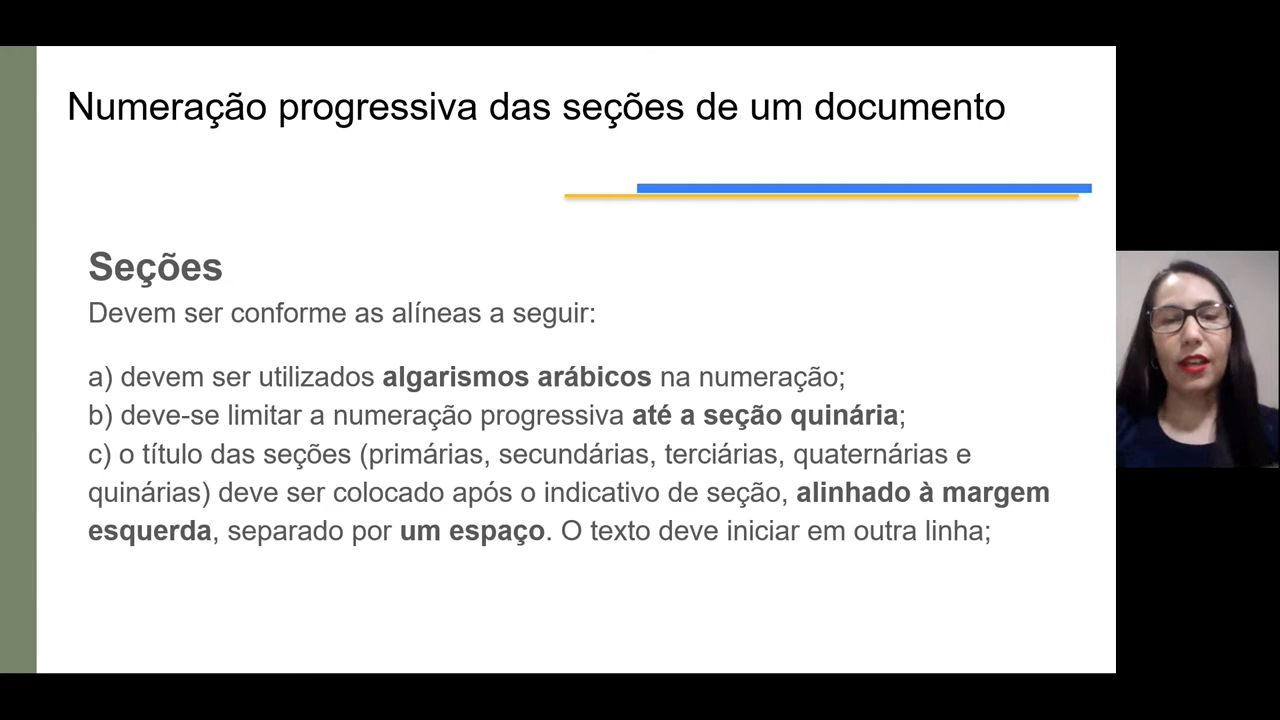 Numeração progressiva das seções de um documento
Seções
Devem ser conforme as alíneas a seguir:
a) devem ser utilizados algarismos arábicos na numeração;
b) deve-se limitar a numeração progressiva até a seção quinária;
c) o título das seções (primárias, secundárias, terciárias, quaternárias e
quinárias) deve ser colocado após o indicativo de seção, alinhado à margem
esquerda, separado por um espaço. O texto deve iniciar em outra linha;